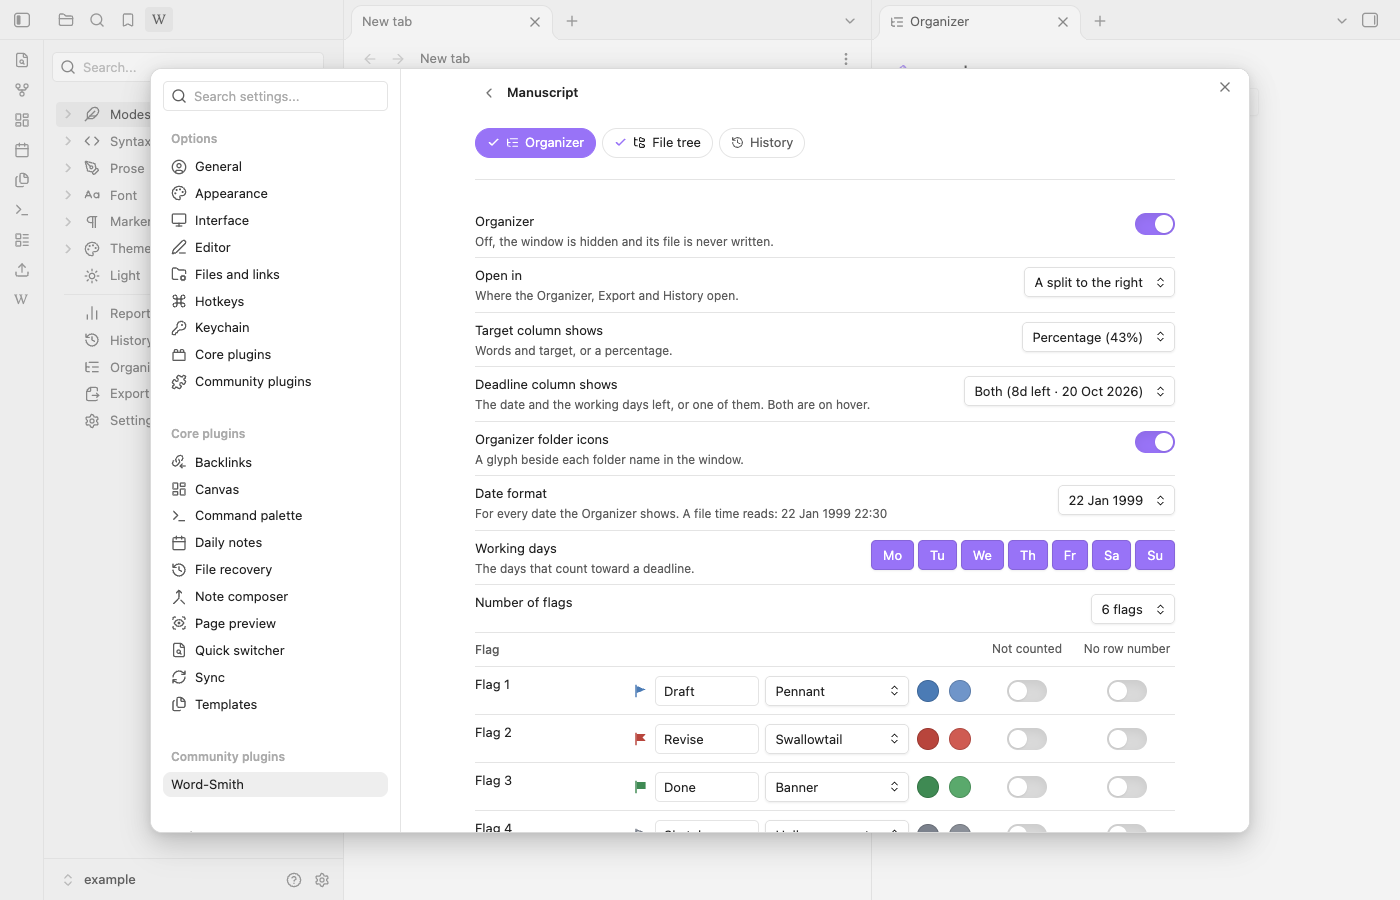 New tab
Organizer
Search...
New tab
Modes
Syntax
Prose
Aa Font
Marker
Theme
Light
Report
History
Organi
Export
Setting
example
W
W
Search settings...
Options
General
Appearance
Interface
Editor
Files and links
Hotkeys
Keychain
Core plugins
Community plugins
Core plugins
Backlinks
Canvas
Command palette
Daily notes
File recovery
Note composer
Page preview
Quick switcher
Sync
Templates
Community plugins
Word-Smith
Manuscript
Organizer File tree History
Organizer
Off, the window is hidden and its file is never written.
Open in
A split to the right
Where the Organizer, Export and History open.
Target column shows
Percentage (43%)
Words and target, or a percentage.
Deadline column shows
Both (8d left · 20 Oct 2026)
The date and the working days left, or one of them. Both are on hover.
Organizer folder icons
A glyph beside each folder name in the window.
Date format
22 Jan 1999
For every date the Organizer shows. A file time reads: 22 Jan 1999 22:30
Working days
Mo Tu We Th Fr Sa Su
The days that count toward a deadline.
Number of flags
6 flags
Flag Not counted No row number
Flag 1 Draft Pennant
Flag 2 Revise Swallowtail
Flag 3 Done Banner
Flag 4